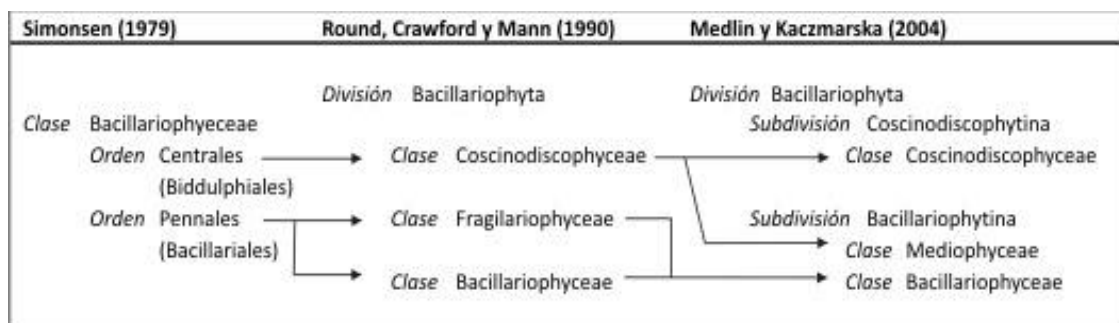 Simonsen (1979) Round, Crawford y Mann (1990) Medlin y Kaczmarska (2004)
División Bacillariophyta División Bacillariophyta
Clase Bacillariophyeceae Subdivisión Coscinodiscophytina
Orden Centrales Clase Coscinodiscophyceae Clase Coscinodiscophyceae
(Biddulphiales)
Orden Pennales Clase Fragilariophyceae Subdivisión Bacillariophytina
(Bacillariales) Clase Mediophyceae
Clase Bacillariophyceae Clase Bacillariophyceae